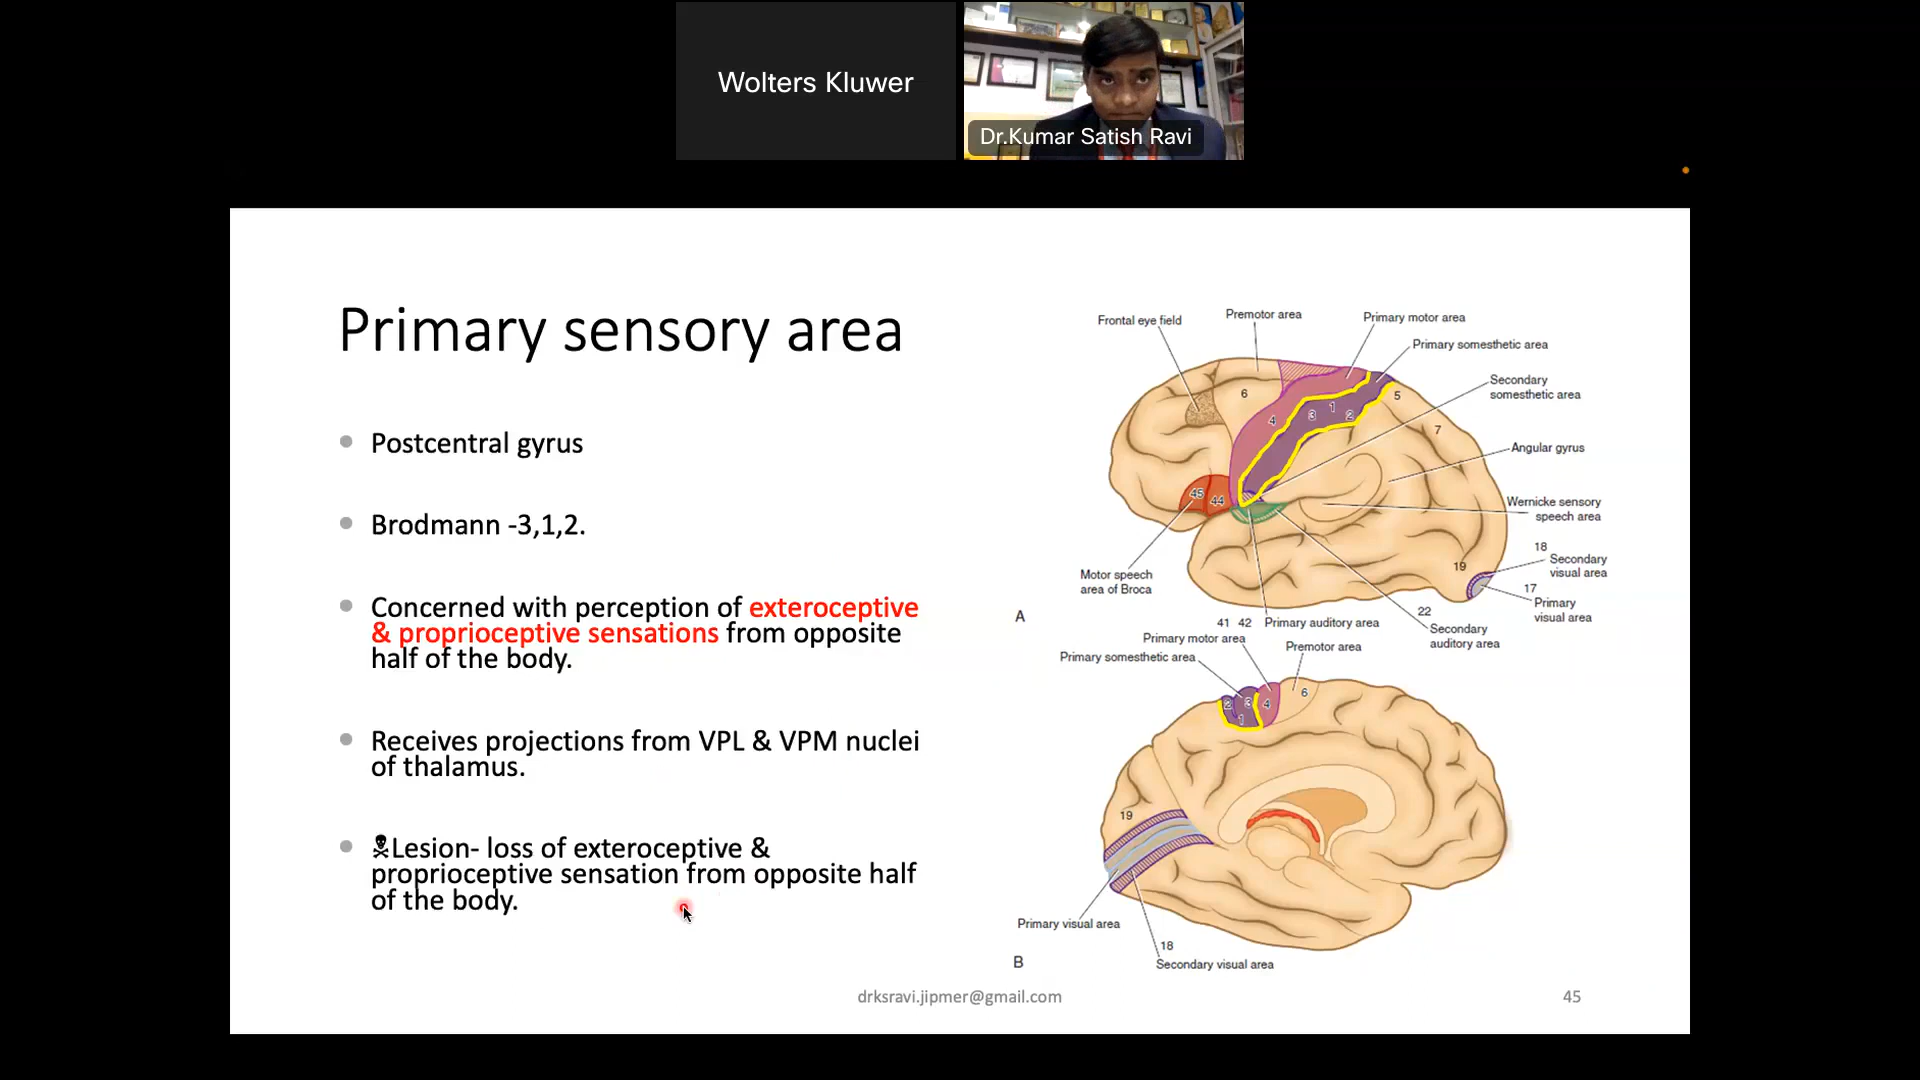 Wolters Kluwer
Dr.Kumar Satish Ravi
Primary sensory area
Postcentral gyrus
Brodmann -3,1,2.
Concerned with perception of exteroceptive
& proprioceptive sensations from opposite
half of the body.
Receives projections from VPL & VPM nuclei
of thalamus.
☠Lesion- loss of exteroceptive &
proprioceptive sensation from opposite half
of the body.
Frontal eye field
Premotor area
Primary motor area
Primary somesthetic area
Secondary
somesthetic area
6
4
3
1
2
5
7
Angular gyrus
45
44
Wernicke sensory
speech area
Motor speech
area of Broca
18
Secondary
visual area
19
17
Primary
visual area
A
41 42 Primary auditory area
22
Secondary
auditory area
Primary motor area
Premotor area
Primary somesthetic area
2
3
1
4
6
19
Primary visual area
18
Secondary visual area
B
drksravi.jipmer@gmail.com
45